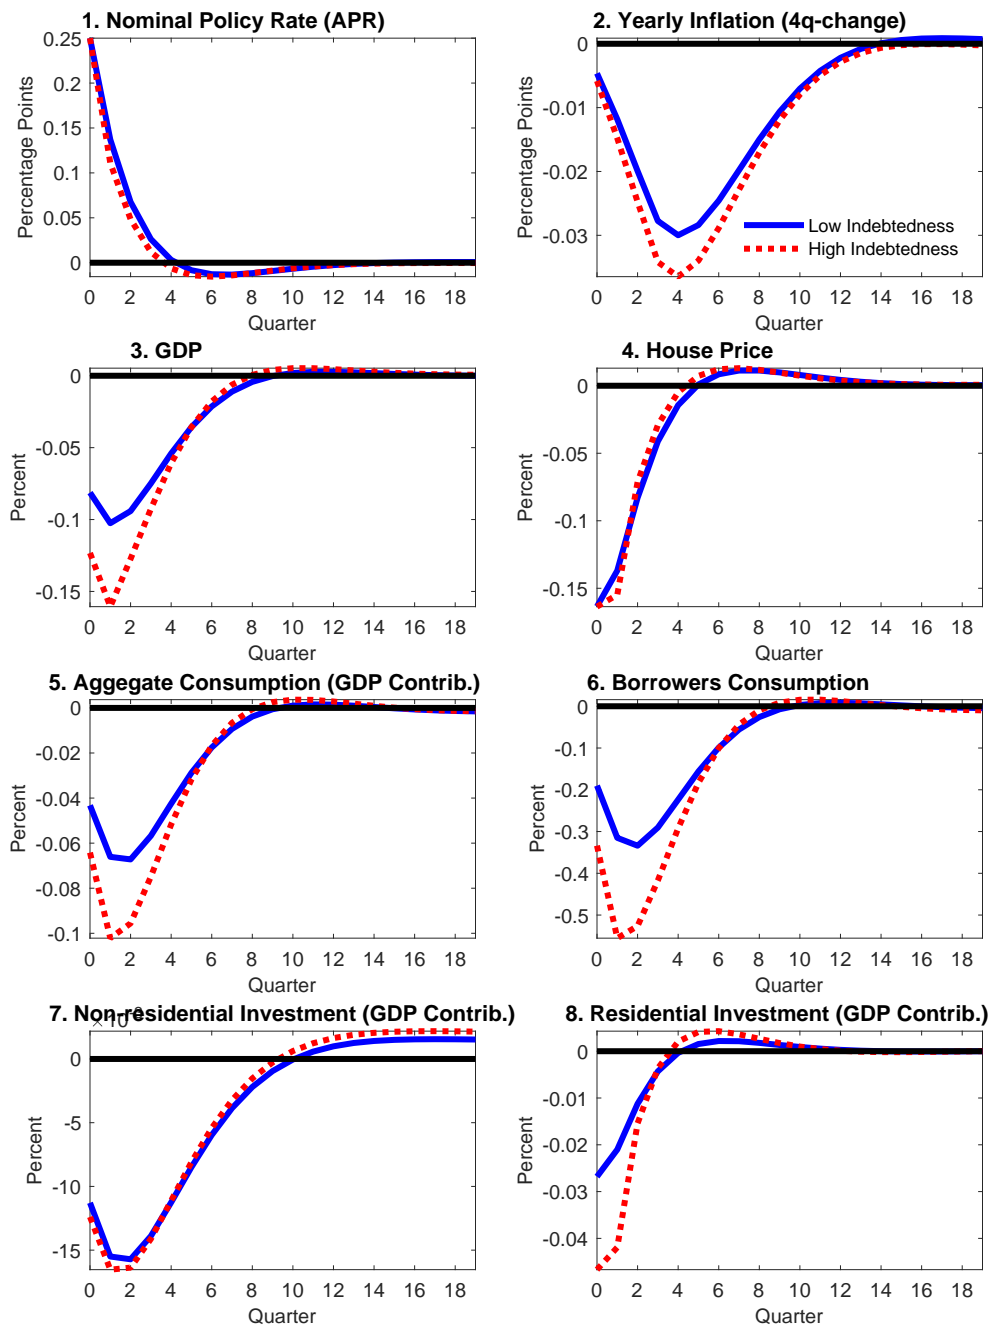 1. Nominal Policy Rate (APR)
0.25
0.2
0.15
0.1
0.05
0
Percentage Points
0 2 4 6 8 10 12 14 16 18
Quarter
2. Yearly Inflation (4q-change)
0
-0.01
-0.02
-0.03
Percentage Points
Low Indebtedness
High Indebtedness
0 2 4 6 8 10 12 14 16 18
Quarter
3. GDP
0
-0.05
-0.1
-0.15
Percent
0 2 4 6 8 10 12 14 16 18
Quarter
4. House Price
0
-0.05
-0.1
-0.15
Percent
0 2 4 6 8 10 12 14 16 18
Quarter
5. Aggegate Consumption (GDP Contrib.)
0
-0.02
-0.04
-0.06
-0.08
-0.1
Percent
0 2 4 6 8 10 12 14 16 18
Quarter
6. Borrowers Consumption
0
-0.1
-0.2
-0.3
-0.4
-0.5
Percent
0 2 4 6 8 10 12 14 16 18
Quarter
7. Non-residential Investment (GDP Contrib.)
0
-5
-10
-15
Percent
0 2 4 6 8 10 12 14 16 18
Quarter
8. Residential Investment (GDP Contrib.)
0
-0.01
-0.02
-0.03
-0.04
Percent
0 2 4 6 8 10 12 14 16 18
Quarter